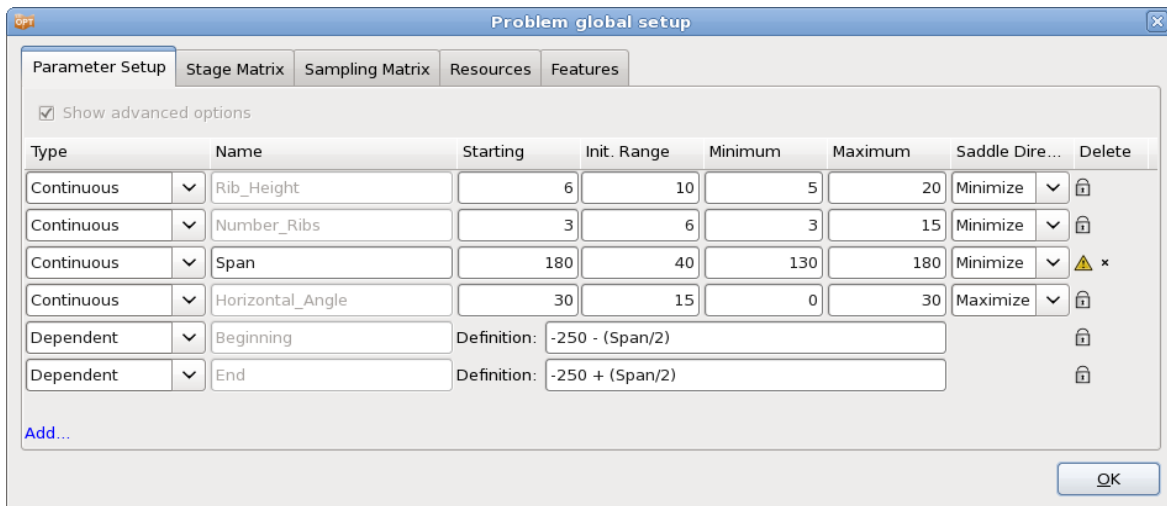 OPT Problem global setup
Parameter Setup Stage Matrix Sampling Matrix Resources Features
Show advanced options
Type Name Starting Init. Range Minimum Maximum Saddle Dire... Delete
Continuous Rib_Height 6 10 5 20 Minimize
Continuous Number_Ribs 3 6 3 15 Minimize
Continuous Span 180 40 130 180 Minimize
Continuous Horizontal_Angle 30 15 0 30 Maximize
Dependent Beginning Definition: -250 - (Span/2)
Dependent End Definition: -250 + (Span/2)
Add...
OK